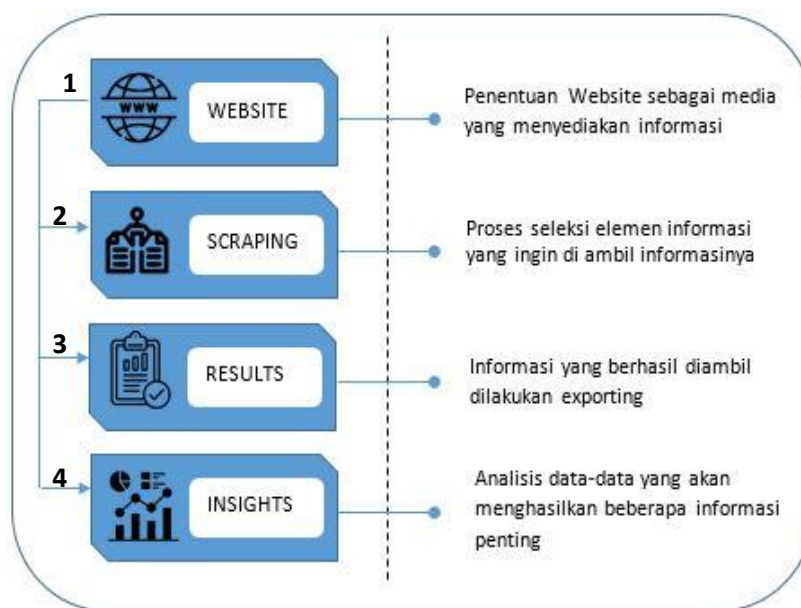 1
WWW
WEBSITE
Penentuan Website sebagai media
yang menyediakan informasi
2
SCRAPING
Proses seleksi elemen informasi
yang ingin di ambil informasinya
3
RESULTS
Informasi yang berhasil diambil
dilakukan exporting
4
INSIGHTS
Analisis data-data yang akan
menghasilkan beberapa informasi
penting